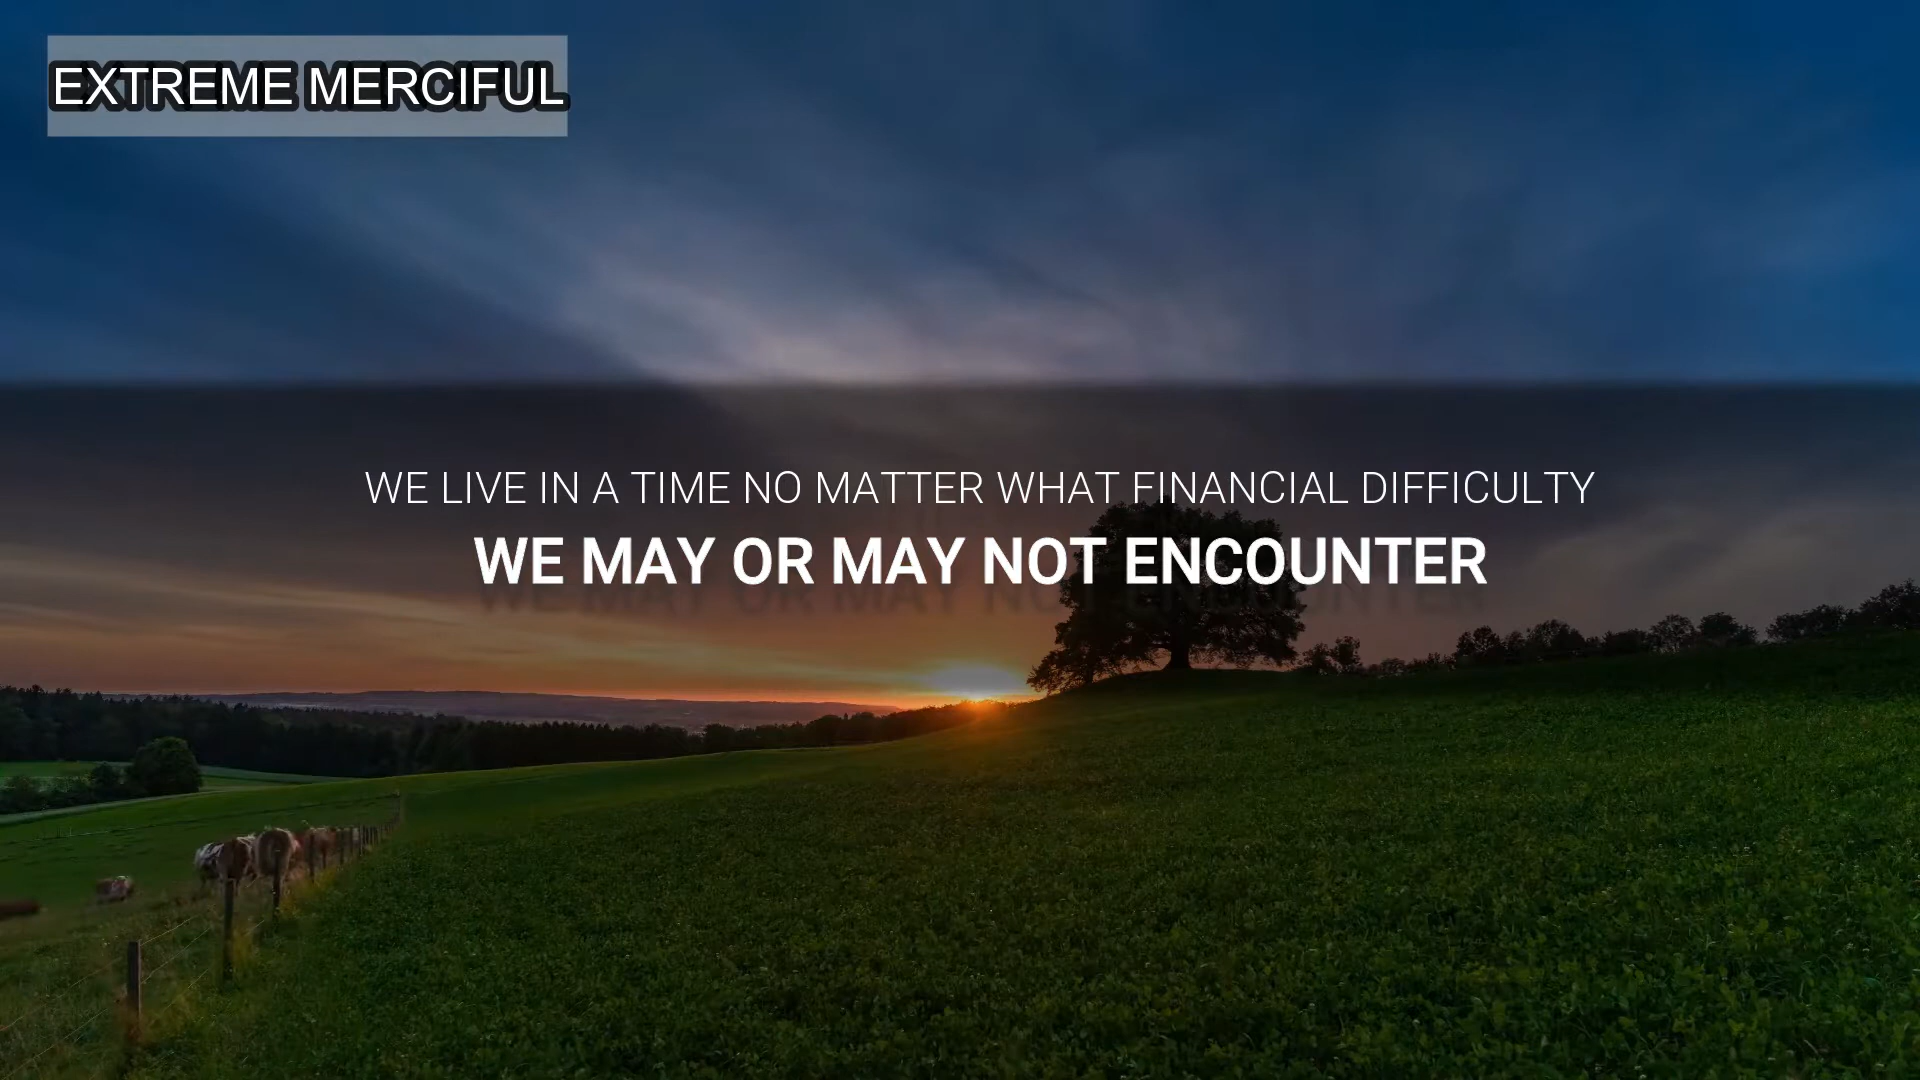 EXTREME MERCIFUL
WE LIVE IN A TIME NO MATTER WHAT FINANCIAL DIFFICULTY
WE MAY OR MAY NOT ENCOUNTER